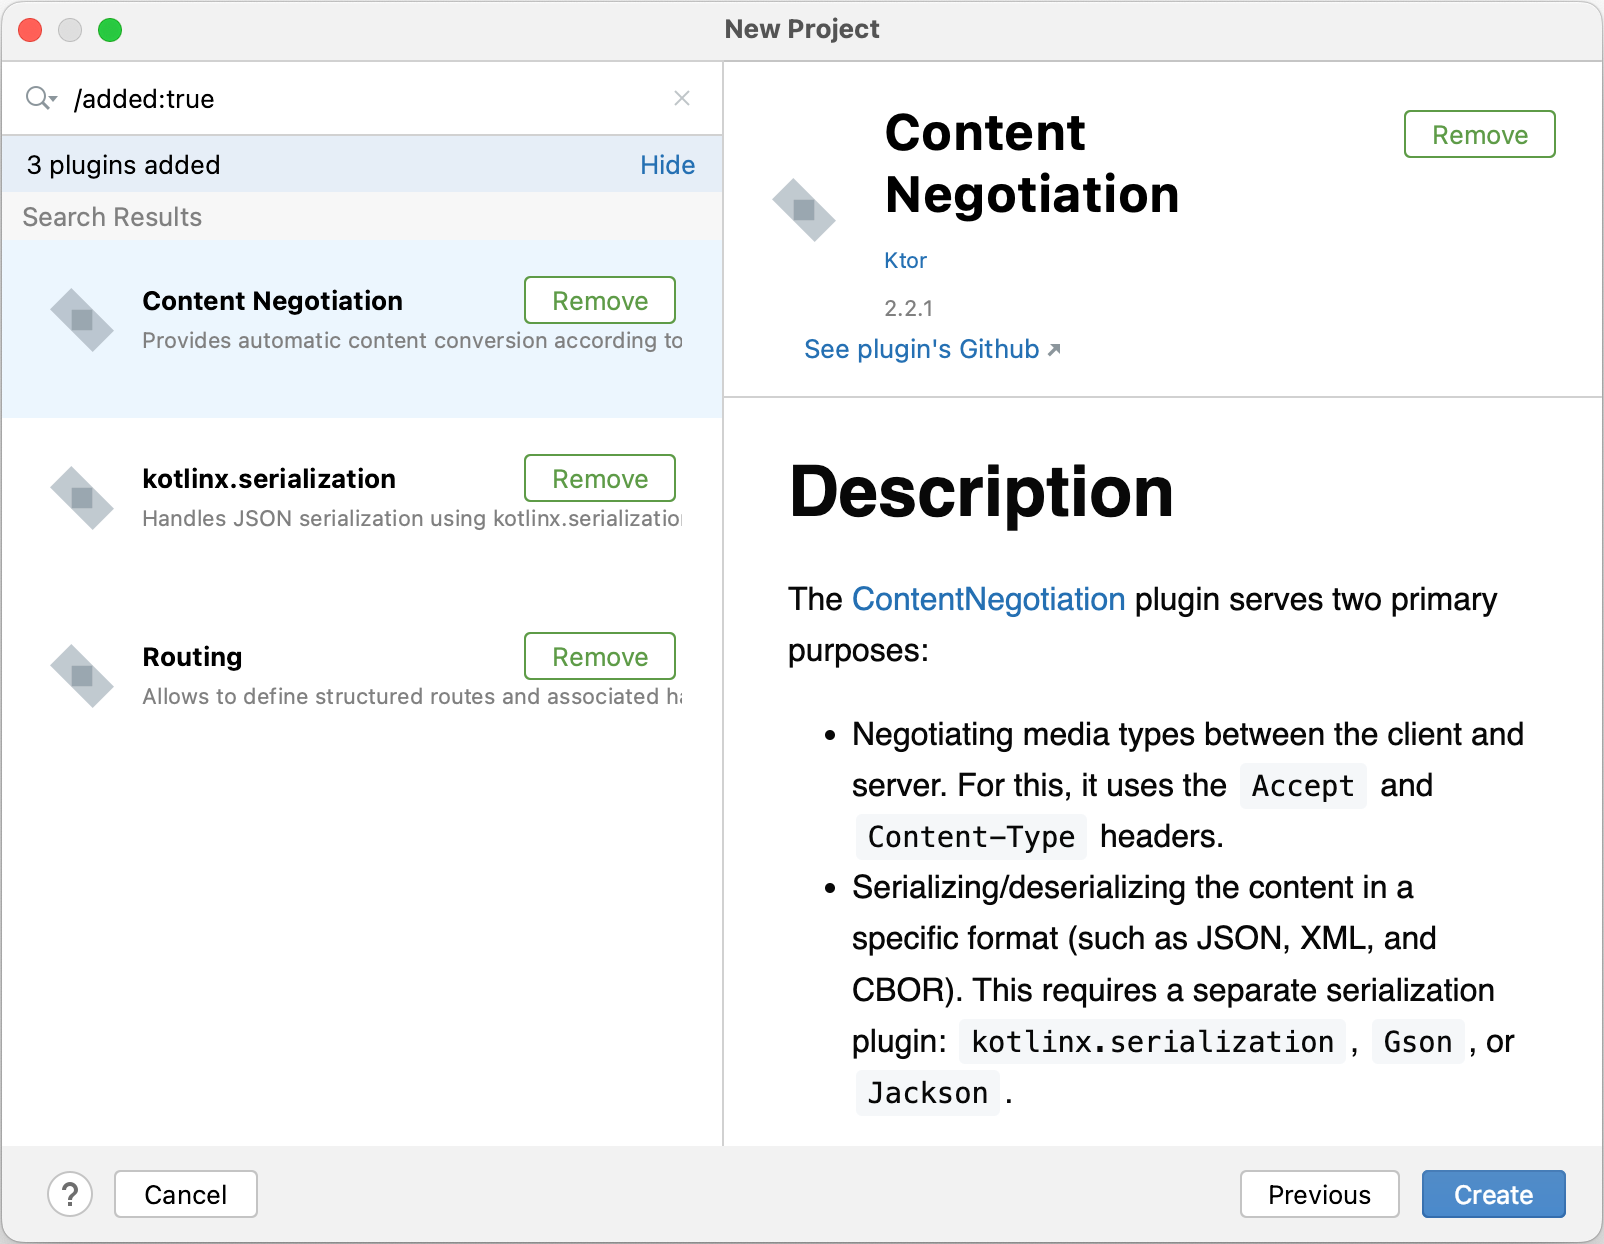 New Project
/added:true
3 plugins added
Hide
Search Results
Content Negotiation
Remove
Provides automatic content conversion according to
kotlinx.serialization
Remove
Handles JSON serialization using kotlinx.serialization
Routing
Remove
Allows to define structured routes and associated
Content
Negotiation
Remove
Ktor
2.2.1
See plugin's Github
Description
The ContentNegotiation plugin serves two primary
purposes:
• Negotiating media types between the client and
server. For this, it uses the Accept and
Content-Type headers.
• Serializing/deserializing the content in a
specific format (such as JSON, XML, and
CBOR). This requires a separate serialization
plugin: kotlinx.serialization, Gson, or
Jackson.
?
Cancel
Previous
Create